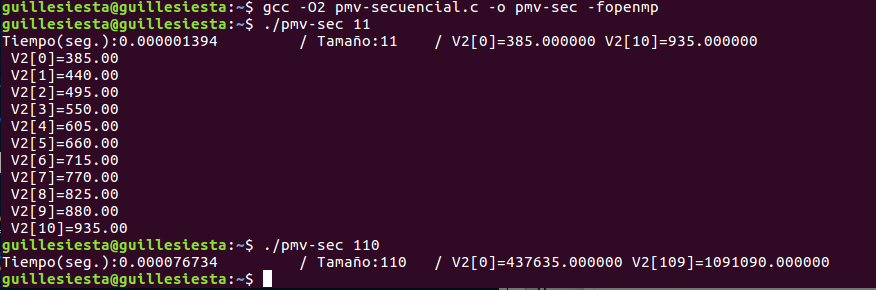 guillesiesta@guillesiesta:~$ gcc -O2 pmv-secuencial.c -o pmv-sec -fopenmp
guillesiesta@guillesiesta:~$ ./pmv-sec 11
Tiempo(seg.):0.000001394 / Tamaño:11 / V2[0]=385.000000 V2[10]=935.000000
V2[0]=385.00
V2[1]=440.00
V2[2]=495.00
V2[3]=550.00
V2[4]=605.00
V2[5]=660.00
V2[6]=715.00
V2[7]=770.00
V2[8]=825.00
V2[9]=880.00
V2[10]=935.00
guillesiesta@guillesiesta:~$ ./pmv-sec 110
Tiempo(seg.):0.000076734 / Tamaño:110 / V2[0]=437635.000000 V2[109]=1091090.000000
guillesiesta@guillesiesta:~$